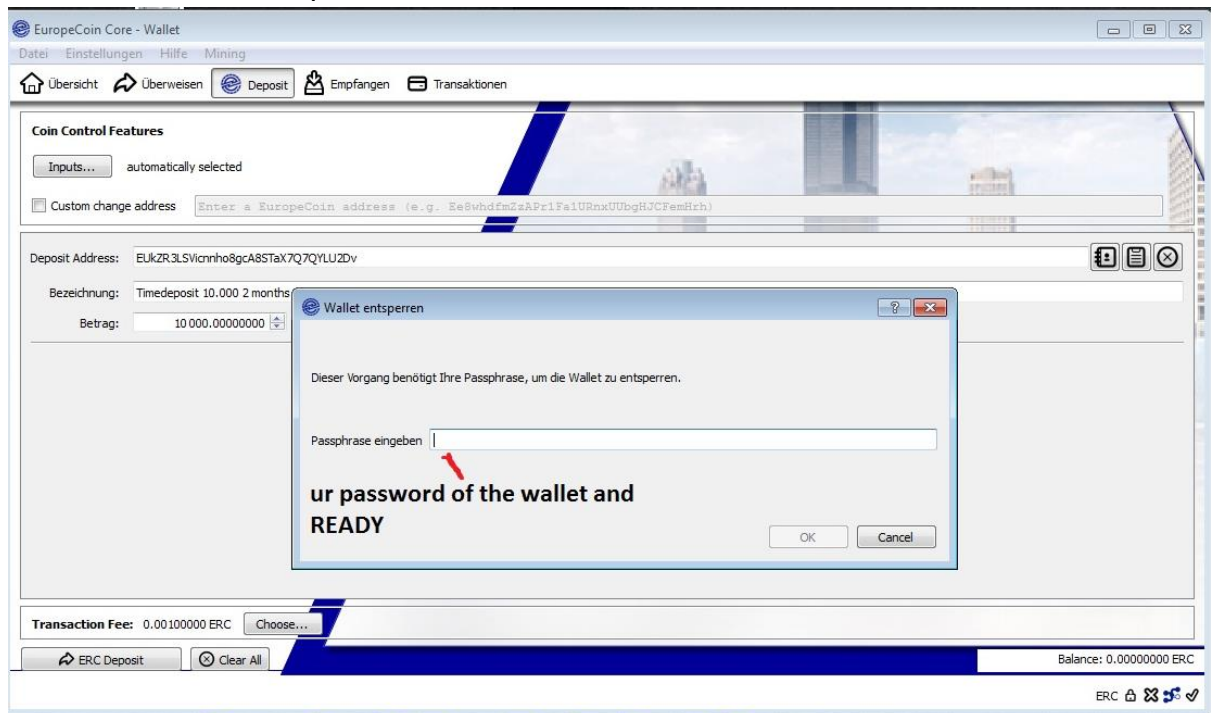 EuropeCoin Core - Wallet
Datei Einstellungen Hilfe Mining
Übersicht Überweisen Deposit Empfangen Transaktionen
Coin Control Features
Inputs... automatically selected
Custom change address Enter a EuropeCoin address (e.g. Ee8whdfmZzAPr1Fa1URnxUUbgHJCFemHrh)
Deposit Address: EUkZR3LSVicnnho8gcA8STaX7Q7QYLU2Dv
Bezeichnung: Timedeposit 10.000 2 months
Betrag: 10 000.00000000
Wallet entsperren
Dieser Vorgang benötigt Ihre Passphrase, um die Wallet zu entsperren.
Passphrase eingeben
ur password of the wallet and
READY
OK Cancel
Transaction Fee: 0.00100000 ERC Choose...
ERC Deposit Clear All
Balance: 0.00000000 ERC
ERC